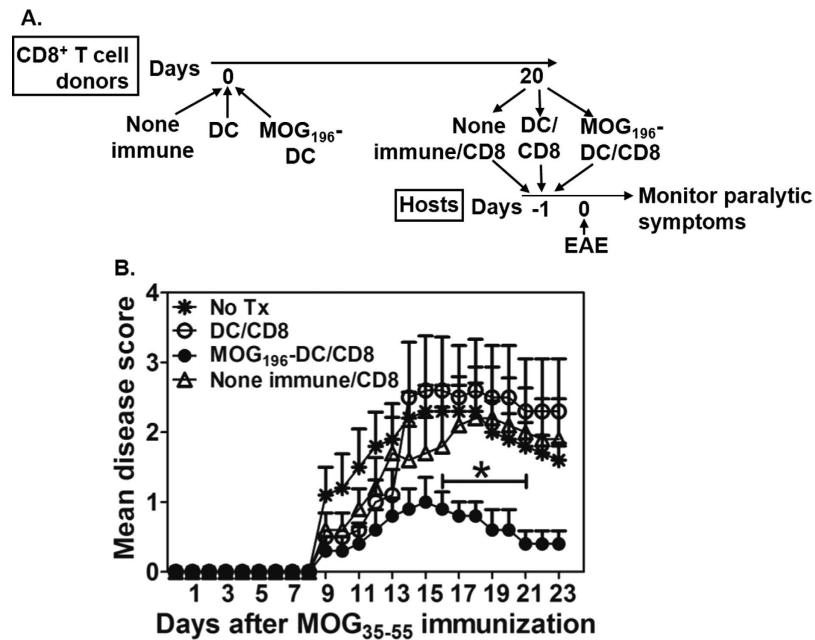 A.
CD8⁺ T cell
donors
Days
0
20
None
immune
DC
MOG₁₉₆-
DC
None
immune/CD8
DC/
CD8
MOG₁₉₆-
DC/CD8
Hosts
Days
-1
0
Monitor paralytic
symptoms
EAE
B.
Mean disease score
4
3
2
1
0
No Tx
DC/CD8
MOG₁₉₆-DC/CD8
None immune/CD8
*
1 3 5 7 9 11 13 15 17 19 21 23
Days after MOG₃₅₋₅₅ immunization